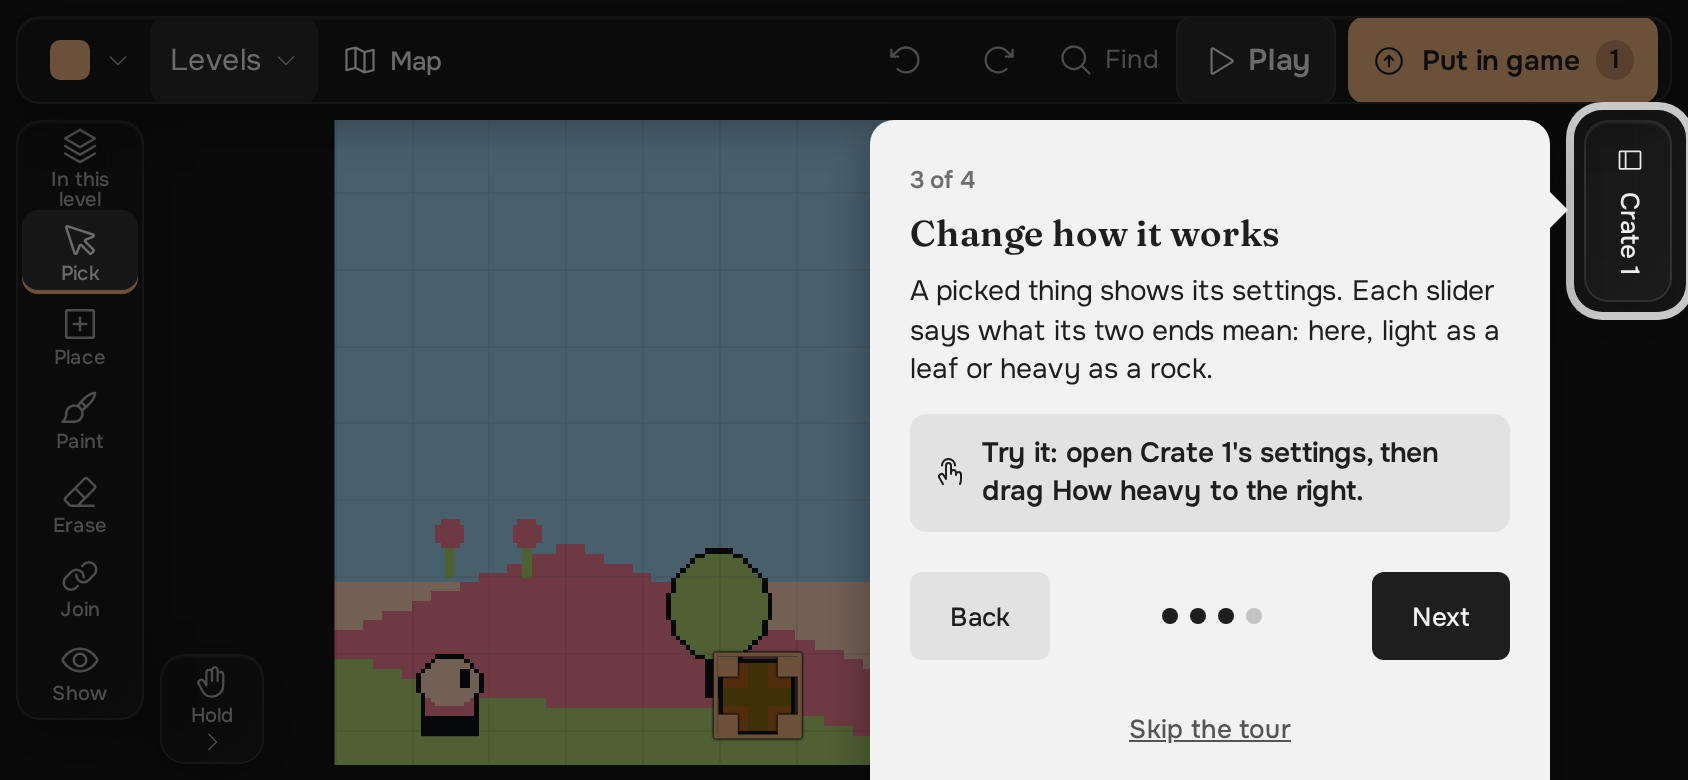 Levels
Map
Find
Play
Put in game 1
In this
level
Pick
Place
Paint
Erase
Join
Show
Hold
3 of 4
Change how it works
A picked thing shows its settings. Each slider
says what its two ends mean: here, light as a
leaf or heavy as a rock.
Try it: open Crate 1's settings, then
drag How heavy to the right.
Back
Next
Skip the tour
Crate 1